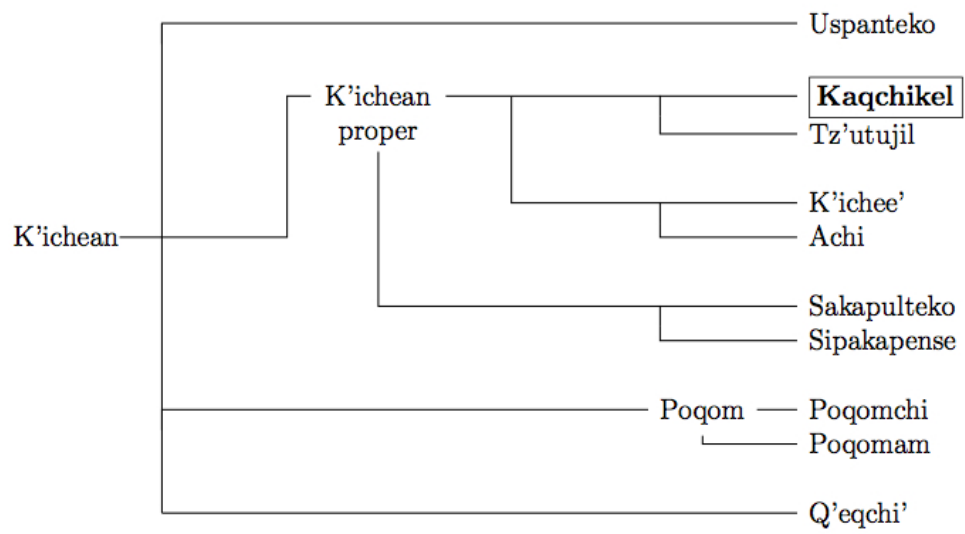 Uspanteko
K'ichean
proper
Kaqchikel
Tz'utujil
K'ichee'
K'ichean
Achi
Sakapulteko
Sipakapense
Poqom
Poqomchi
Poqomam
Q'eqchi'